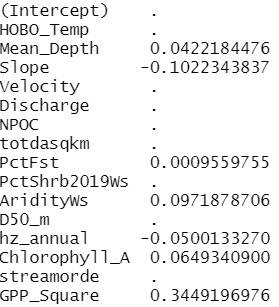 (Intercept) .
HOBO_Temp .
Mean_Depth 0.0422184476
Slope -0.1022343837
Velocity .
Discharge .
NPOC .
totdasqkm .
PctFst 0.0009559755
PctShrb2019Ws .
AridityWs 0.0971878706
D50_m .
hz_annual -0.0500133270
Chlorophyll_A 0.0649340900
streamorde .
GPP_Square 0.3449196976